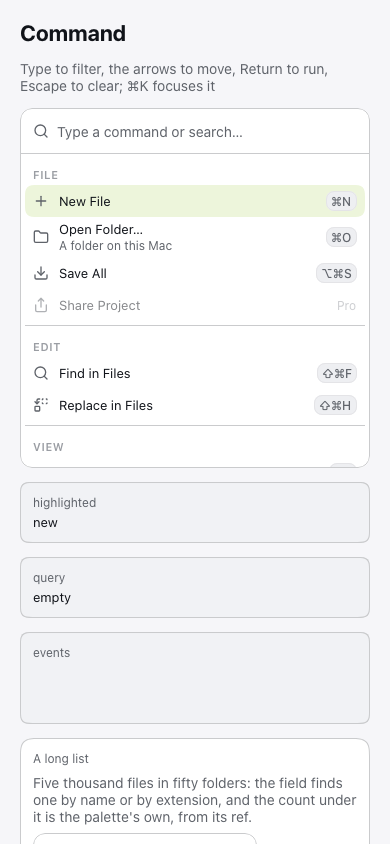 Command
Type to filter, the arrows to move, Return to run,
Escape to clear; ⌘K focuses it
Type a command or search…
FILE
New File ⌘N
Open Folder… ⌘O
A folder on this Mac
Save All ⌥⌘S
Share Project Pro
EDIT
Find in Files ⇧⌘F
Replace in Files ⇧⌘H
VIEW
highlighted
new
query
empty
events
A long list
Five thousand files in fifty folders: the field finds
one by name or by extension, and the count under
it is the palette's own, from its ref.